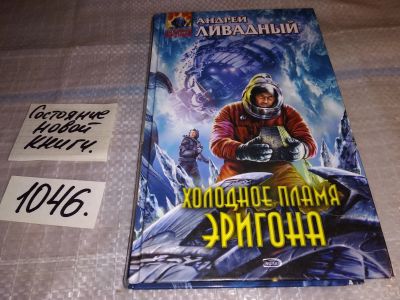 АНДРЕЙ
ЛИВАДНЫЙ
Состояние
новой
книги.
1046.
ХОЛОДНОЕ ПЛАМЯ
ЭРИГОНА